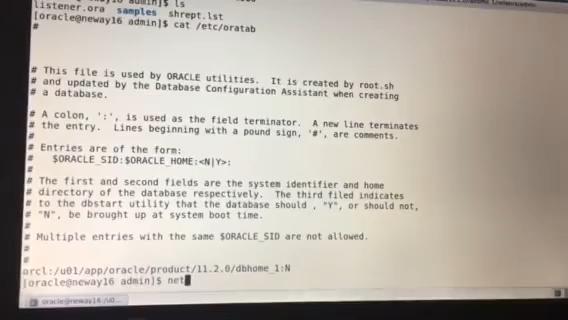 admin]$ ls
listener.ora samples shrept.lst
[oracle@neway16 admin]$ cat /etc/oratab
#
# This file is used by ORACLE utilities. It is created by root.sh
# and updated by the Database Configuration Assistant when creating
# a database.
# A colon, ':', is used as the field terminator. A new line terminates
# the entry. Lines beginning with a pound sign, '#', are comments.
#
# Entries are of the form:
# $ORACLE_SID:$ORACLE_HOME:<N|Y>:
#
# The first and second fields are the system identifier and home
# directory of the database respectively. The third filed indicates
# to the dbstart utility that the database should , "Y", or should not,
# "N", be brought up at system boot time.
#
# Multiple entries with the same $ORACLE_SID are not allowed.
#
#
orcl:/u01/app/oracle/product/11.2.0/dbhome_1:N
[oracle@neway16 admin]$ net
oracle@neway16:/u0...